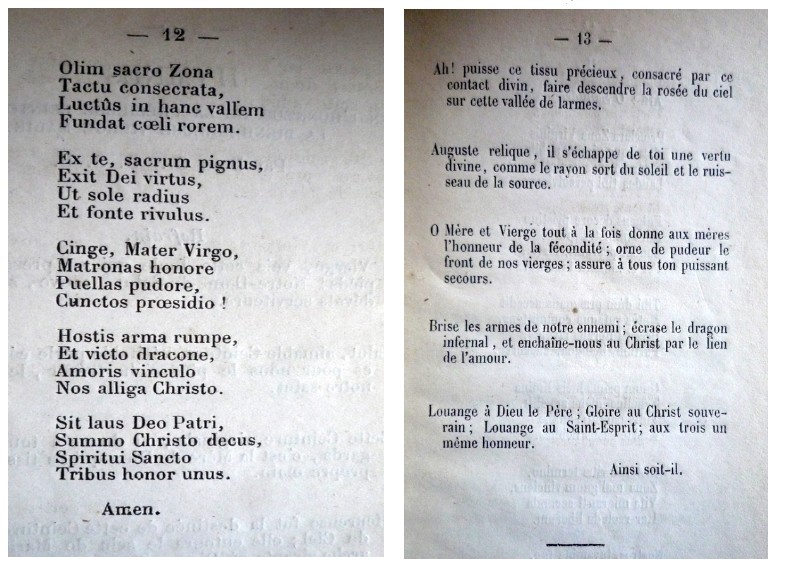 — 12 —
Olim sacro Zona
Tactu consecrata,
Luctûs in hanc vallem
Fundat cœli rorem.
Ex te, sacrum pignus,
Exit Dei virtus,
Ut sole radius
Et fonte rivulus.
Cinge, Mater Virgo,
Matronas honore
Puellas pudore,
Cunctos prœsidio !
Hostis arma rumpe,
Et victo dracone,
Amoris vinculo
Nos alliga Christo.
Sit laus Deo Patri,
Summo Christo decus,
Spiritui Sancto
Tribus honor unus.
Amen.
— 13 —
Ah! puisse ce tissu précieux, consacré par ce
contact divin, faire descendre la rosée du ciel
sur cette vallée de larmes.
Auguste relique, il s'échappe de toi une vertu
divine, comme le rayon sort du soleil et le ruis-
seau de la source.
O Mère et Vierge tout à la fois donne aux mères
l'honneur de la fécondité ; orne de pudeur le
front de nos vierges ; assure à tous ton puissant
secours.
Brise les armes de notre ennemi ; écrase le dragon
infernal, et enchaîne-nous au Christ par le lien
de l'amour.
Louange à Dieu le Père ; Gloire au Christ souve-
rain ; Louange au Saint-Esprit ; aux trois un
même honneur.
Ainsi soit-il.